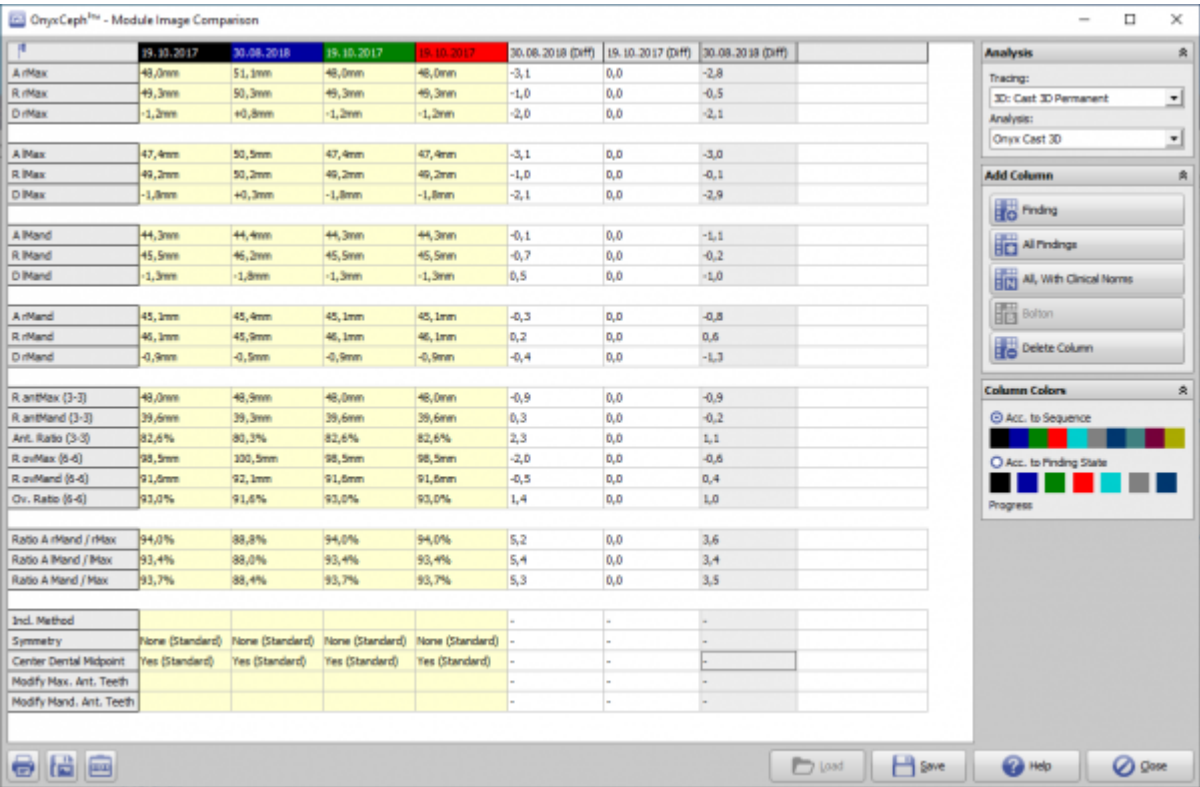 OnyxCeph³ᵀᴹ - Module Image Comparison
19.10.2017 30.08.2018 19.10.2017 19.10.2017 30.08.2018 (Diff) 19.10.2017 (Diff) 30.08.2018 (Diff)
A rMax 48,0mm 51,1mm 48,0mm 48,0mm -3,1 0,0 -2,8
R rMax 49,3mm 50,3mm 49,3mm 49,3mm -1,0 0,0 -0,5
D rMax -1,2mm +0,8mm -1,2mm -1,2mm -2,0 0,0 -2,1
A lMax 47,4mm 50,5mm 47,4mm 47,4mm -3,1 0,0 -3,0
R lMax 49,2mm 50,2mm 49,2mm 49,2mm -1,0 0,0 -0,1
D lMax -1,8mm +0,3mm -1,8mm -1,8mm -2,1 0,0 -2,9
A lMand 44,3mm 44,4mm 44,3mm 44,3mm -0,1 0,0 -1,1
R lMand 45,5mm 46,2mm 45,5mm 45,5mm -0,7 0,0 -0,2
D lMand -1,3mm -1,8mm -1,3mm -1,3mm 0,5 0,0 -1,0
A rMand 45,1mm 45,4mm 45,1mm 45,1mm -0,3 0,0 -0,8
R rMand 46,1mm 45,9mm 46,1mm 46,1mm 0,2 0,0 0,6
D rMand -0,9mm -0,5mm -0,9mm -0,9mm -0,4 0,0 -1,3
R antMax (3-3) 48,0mm 48,9mm 48,0mm 48,0mm -0,9 0,0 -0,9
R antMand (3-3) 39,6mm 39,3mm 39,6mm 39,6mm 0,3 0,0 -0,2
Ant. Ratio (3-3) 82,6% 80,3% 82,6% 82,6% 2,3 0,0 1,1
R ovMax (6-6) 98,5mm 100,5mm 98,5mm 98,5mm -2,0 0,0 -0,6
R ovMand (6-6) 91,6mm 92,1mm 91,6mm 91,6mm -0,5 0,0 0,4
Ov. Ratio (6-6) 93,0% 91,6% 93,0% 93,0% 1,4 0,0 1,0
Ratio A rMand / rMax 94,0% 88,8% 94,0% 94,0% 5,2 0,0 3,6
Ratio A lMand / lMax 93,4% 88,0% 93,4% 93,4% 5,4 0,0 3,4
Ratio A Mand / Max 93,7% 88,4% 93,7% 93,7% 5,3 0,0 3,5
Incl. Method - - -
Symmetry None (Standard) None (Standard) None (Standard) None (Standard) - - -
Center Dental Midpoint Yes (Standard) Yes (Standard) Yes (Standard) Yes (Standard) - - -
Modify Max. Ant. Teeth - - -
Modify Mand. Ant. Teeth - - -
Analysis
Tracing:
3D: Cast 3D Permanent
Analysis:
Onyx Cast 3D
Add Column
Finding
All Findings
All, With Clinical Norms
Bolton
Delete Column
Column Colors
Acc. to Sequence
Acc. to Finding State
Progress
Load Save Help Close